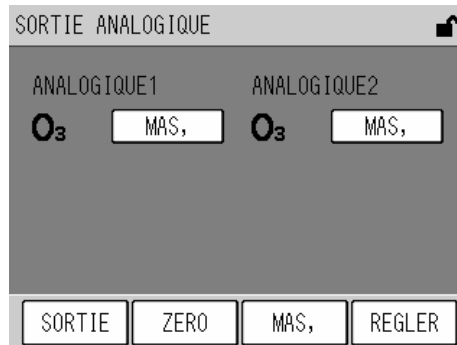 SORTIE ANALOGIQUE
ANALOGIQUE1 ANALOGIQUE2
O₃ MAS, O₃ MAS,
SORTIE ZERO MAS, REGLER